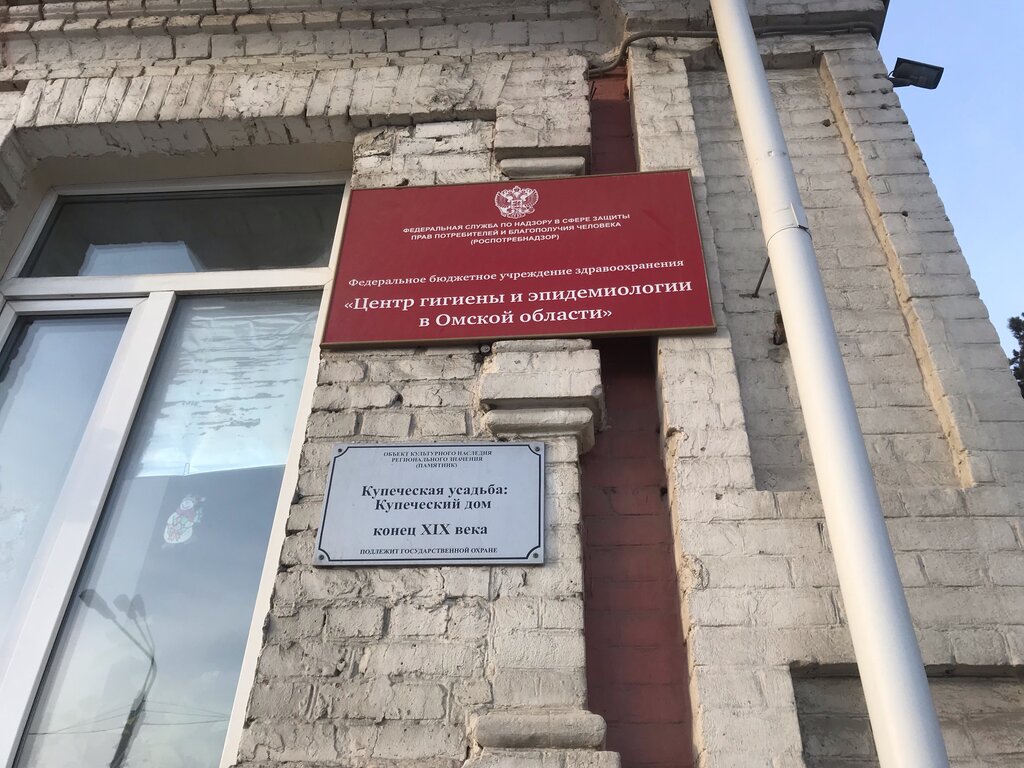 ФЕДЕРАЛЬНАЯ СЛУЖБА ПО НАДЗОРУ В СФЕРЕ ЗАЩИТЫ
ПРАВ ПОТРЕБИТЕЛЕЙ И БЛАГОПОЛУЧИЯ ЧЕЛОВЕКА
(РОСПОТРЕБНАДЗОР)
Федеральное бюджетное учреждение здравоохранения
«Центр гигиены и эпидемиологии
в Омской области»
ОБЪЕКТ КУЛЬТУРНОГО НАСЛЕДИЯ
РЕГИОНАЛЬНОГО ЗНАЧЕНИЯ
(ПАМЯТНИК)
Купеческая усадьба:
Купеческий дом
конец XIX века
ПОДЛЕЖИТ ГОСУДАРСТВЕННОЙ ОХРАНЕ